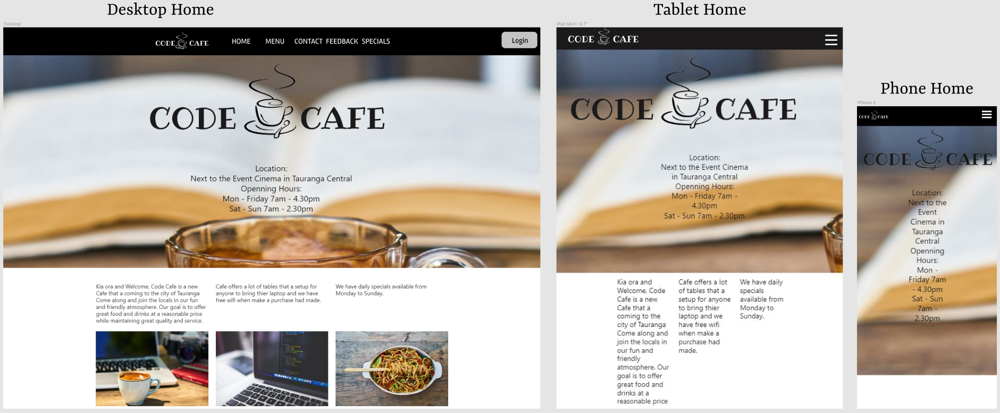 Desktop Home
Desktop
CODE CAFE
HOME MENU CONTACT FEEDBACK SPECIALS
Login
CODE CAFE
Location:
Next to the Event Cinema in Tauranga Central
Openning Hours:
Mon - Friday 7am - 4.30pm
Sat - Sun 7am - 2.30pm
Kia ora and Welcome, Code Cafe is a new
Cafe that a coming to the city of Tauranga
Come along and join the locals in our fun
and friendly atmosphere. Our goal is to offer
great food and drinks at a reasonable price
while maintaining great quality and service.
Cafe offers a lot of tables that a setup for
anyone to bring thier laptop and we have
free wifi when make a purchase had made.
We have daily specials available from
Monday to Sunday.
Tablet Home
iPad Mini / 9.7"
CODE CAFE
CODE CAFE
Location:
Next to the Event Cinema
in Tauranga Central
Openning Hours:
Mon - Friday 7am -
4.30pm
Sat - Sun 7am - 2.30pm
Kia ora and
Welcome, Code
Cafe is a new
Cafe that a
coming to the
city of Tauranga
Come along and
join the locals in
our fun and
friendly
atmosphere. Our
goal is to offer
great food and
drinks at a
reasonable price
Cafe offers a lot
of tables that a
setup for anyone
to bring thier
laptop and we
have free wifi
when make a
purchase had
made.
We have daily
specials
available from
Monday to
Sunday.
Phone Home
iPhone X
CODE CAFE
CODE CAFE
Location:
Next to the
Event
Cinema in
Tauranga
Central
Openning
Hours:
Mon -
Friday 7am
- 4.30pm
Sat - Sun
7am -
2.30pm